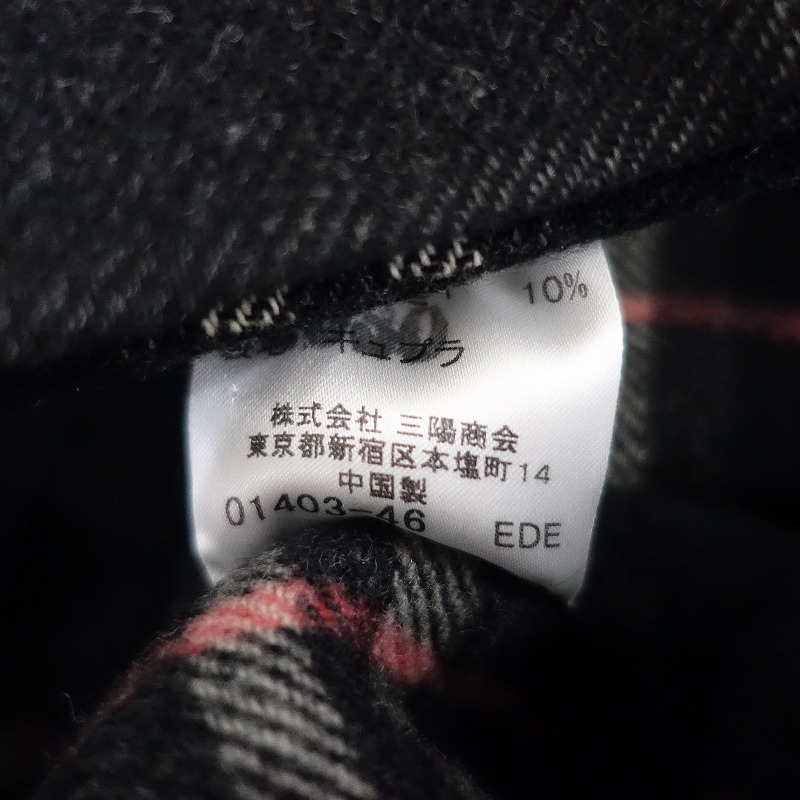 10%
キュプラ
株式会社 三陽商会
東京都新宿区本塩町14
中国製
01403-46 EDE